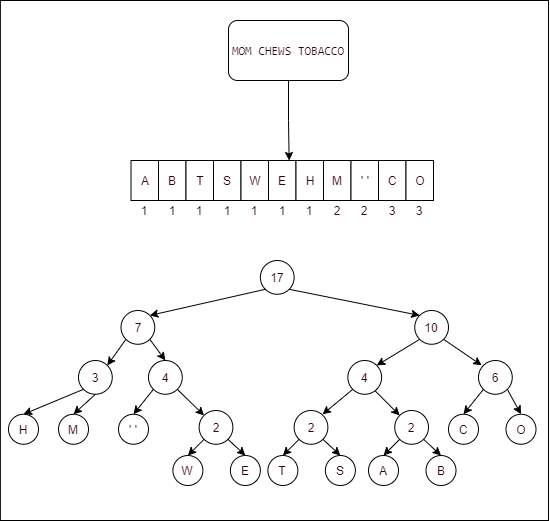 MOM CHEWS TOBACCO
A B T S W E H M '' C O
1 1 1 1 1 1 1 2 2 3 3
17
7 10
3 4 4 6
H M '' 2 2 2 C O
W E T S A B